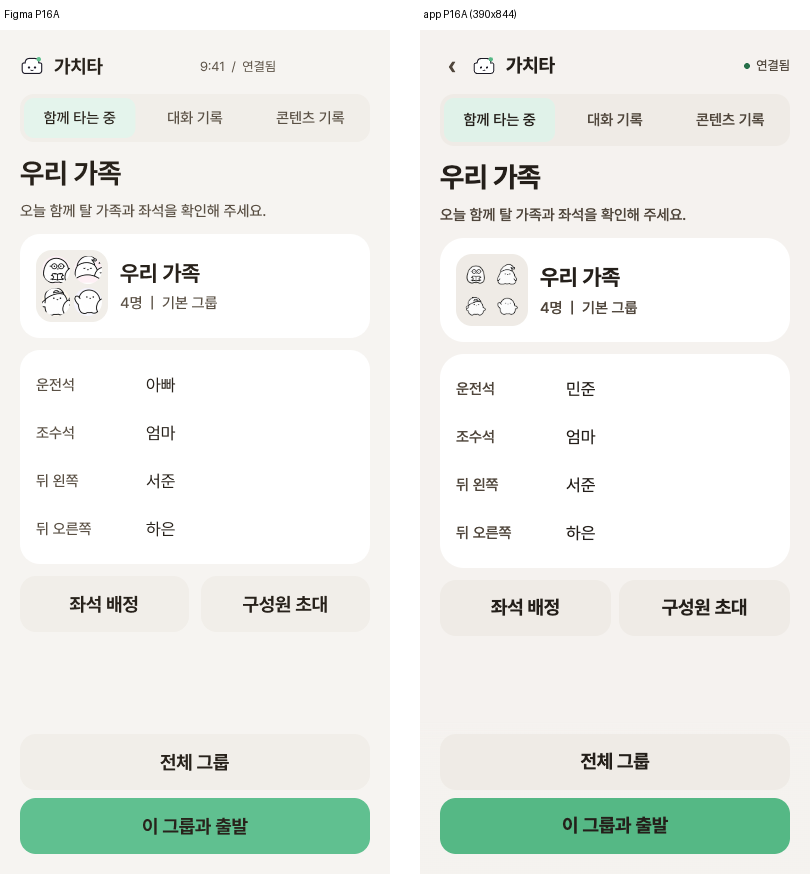 Figma P16A
가치타
9:41 / 연결됨
함께 타는 중
대화 기록
콘텐츠 기록
우리 가족
오늘 함께 탈 가족과 좌석을 확인해 주세요.
우리 가족
4명 | 기본 그룹
운전석 아빠
조수석 엄마
뒤 왼쪽 서준
뒤 오른쪽 하은
좌석 배정
구성원 초대
전체 그룹
이 그룹과 출발
app P16A (390x844)
‹ 가치타
연결됨
함께 타는 중
대화 기록
콘텐츠 기록
우리 가족
오늘 함께 탈 가족과 좌석을 확인해 주세요.
우리 가족
4명 | 기본 그룹
운전석 민준
조수석 엄마
뒤 왼쪽 서준
뒤 오른쪽 하은
좌석 배정
구성원 초대
전체 그룹
이 그룹과 출발